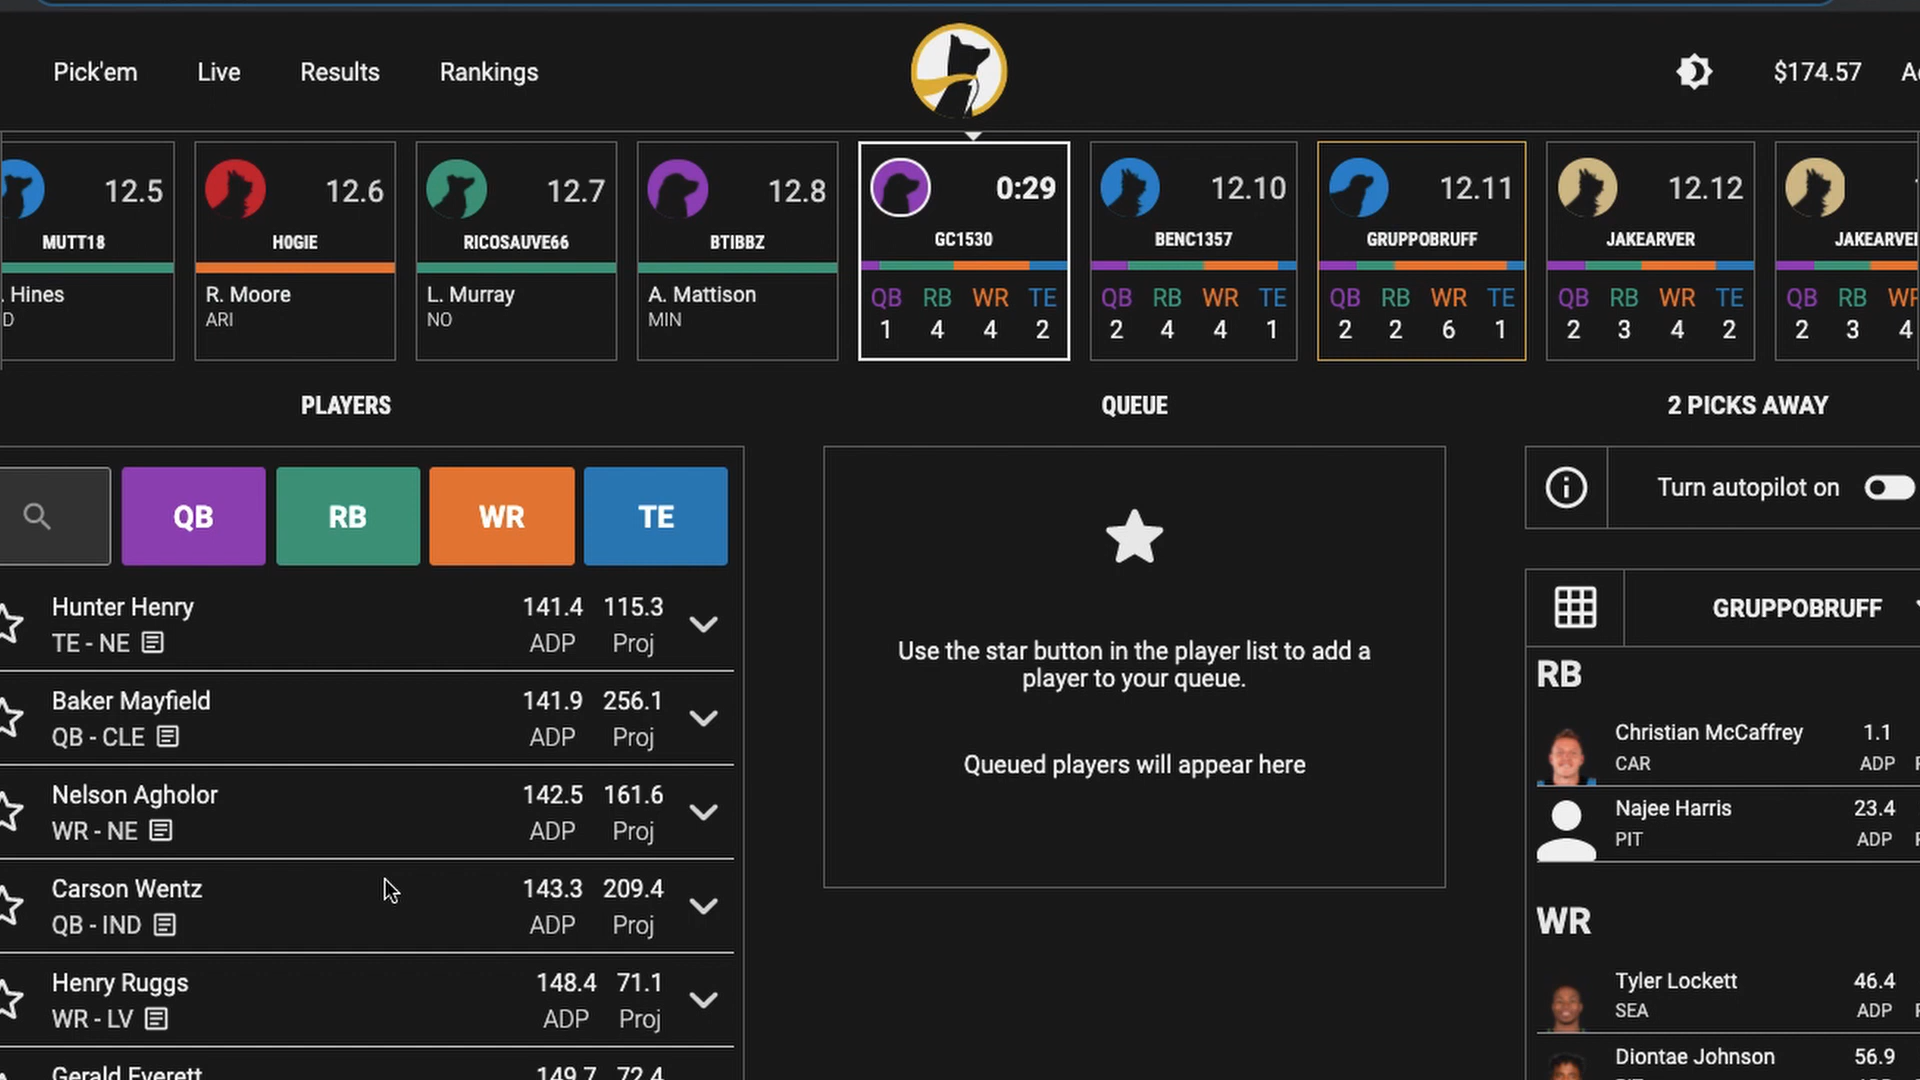 Pick'em Live Results Rankings $174.57
12.5
MUTT18
Hines
12.6
H0GIE
R. Moore
ARI
12.7
RICOSAUVE66
L. Murray
NO
12.8
BTIBBZ
A. Mattison
MIN
0:29
GC1530
QB RB WR TE
1 4 4 2
12.10
BENC1357
QB RB WR TE
2 4 4 1
12.11
GRUPPOBRUFF
QB RB WR TE
2 2 6 1
12.12
JAKEARVER
QB RB WR TE
2 3 4 2
JAKEARVE
QB RB WR
2 3 4
PLAYERS
QB RB WR TE
Hunter Henry 141.4 115.3
TE - NE ADP Proj
Baker Mayfield 141.9 256.1
QB - CLE ADP Proj
Nelson Agholor 142.5 161.6
WR - NE ADP Proj
Carson Wentz 143.3 209.4
QB - IND ADP Proj
Henry Ruggs 148.4 71.1
WR - LV ADP Proj
Gerald Everett 149.7 72.4
QUEUE
Use the star button in the player list to add a
player to your queue.
Queued players will appear here
2 PICKS AWAY
Turn autopilot on
GRUPPOBRUFF
RB
Christian McCaffrey 1.1
CAR ADP
Najee Harris 23.4
PIT ADP
WR
Tyler Lockett 46.4
SEA ADP
Diontae Johnson 56.9